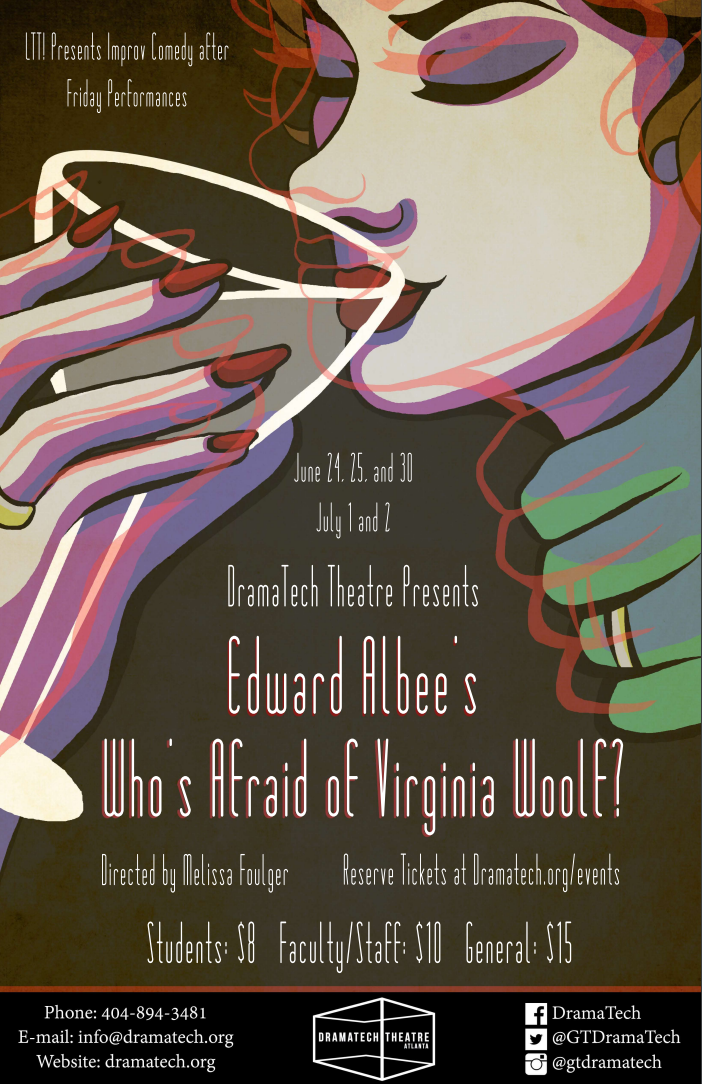 LTT! Presents Improv Comedy after
Friday Performances
June 24, 25, and 30
July 1 and 2
DramaTech Theatre Presents
Edward Albee's
Who's Afraid of Virginia Woolf?
Directed by Melissa Foulger
Reserve Tickets at Dramatech.org/events
Students: $8 Faculty/Staff: $10 General: $15
Phone: 404-894-3481
E-mail: info@dramatech.org
Website: dramatech.org
DRAMATECH THEATRE
ATLANTA
DramaTech
@GTDramaTech
@gtdramatech